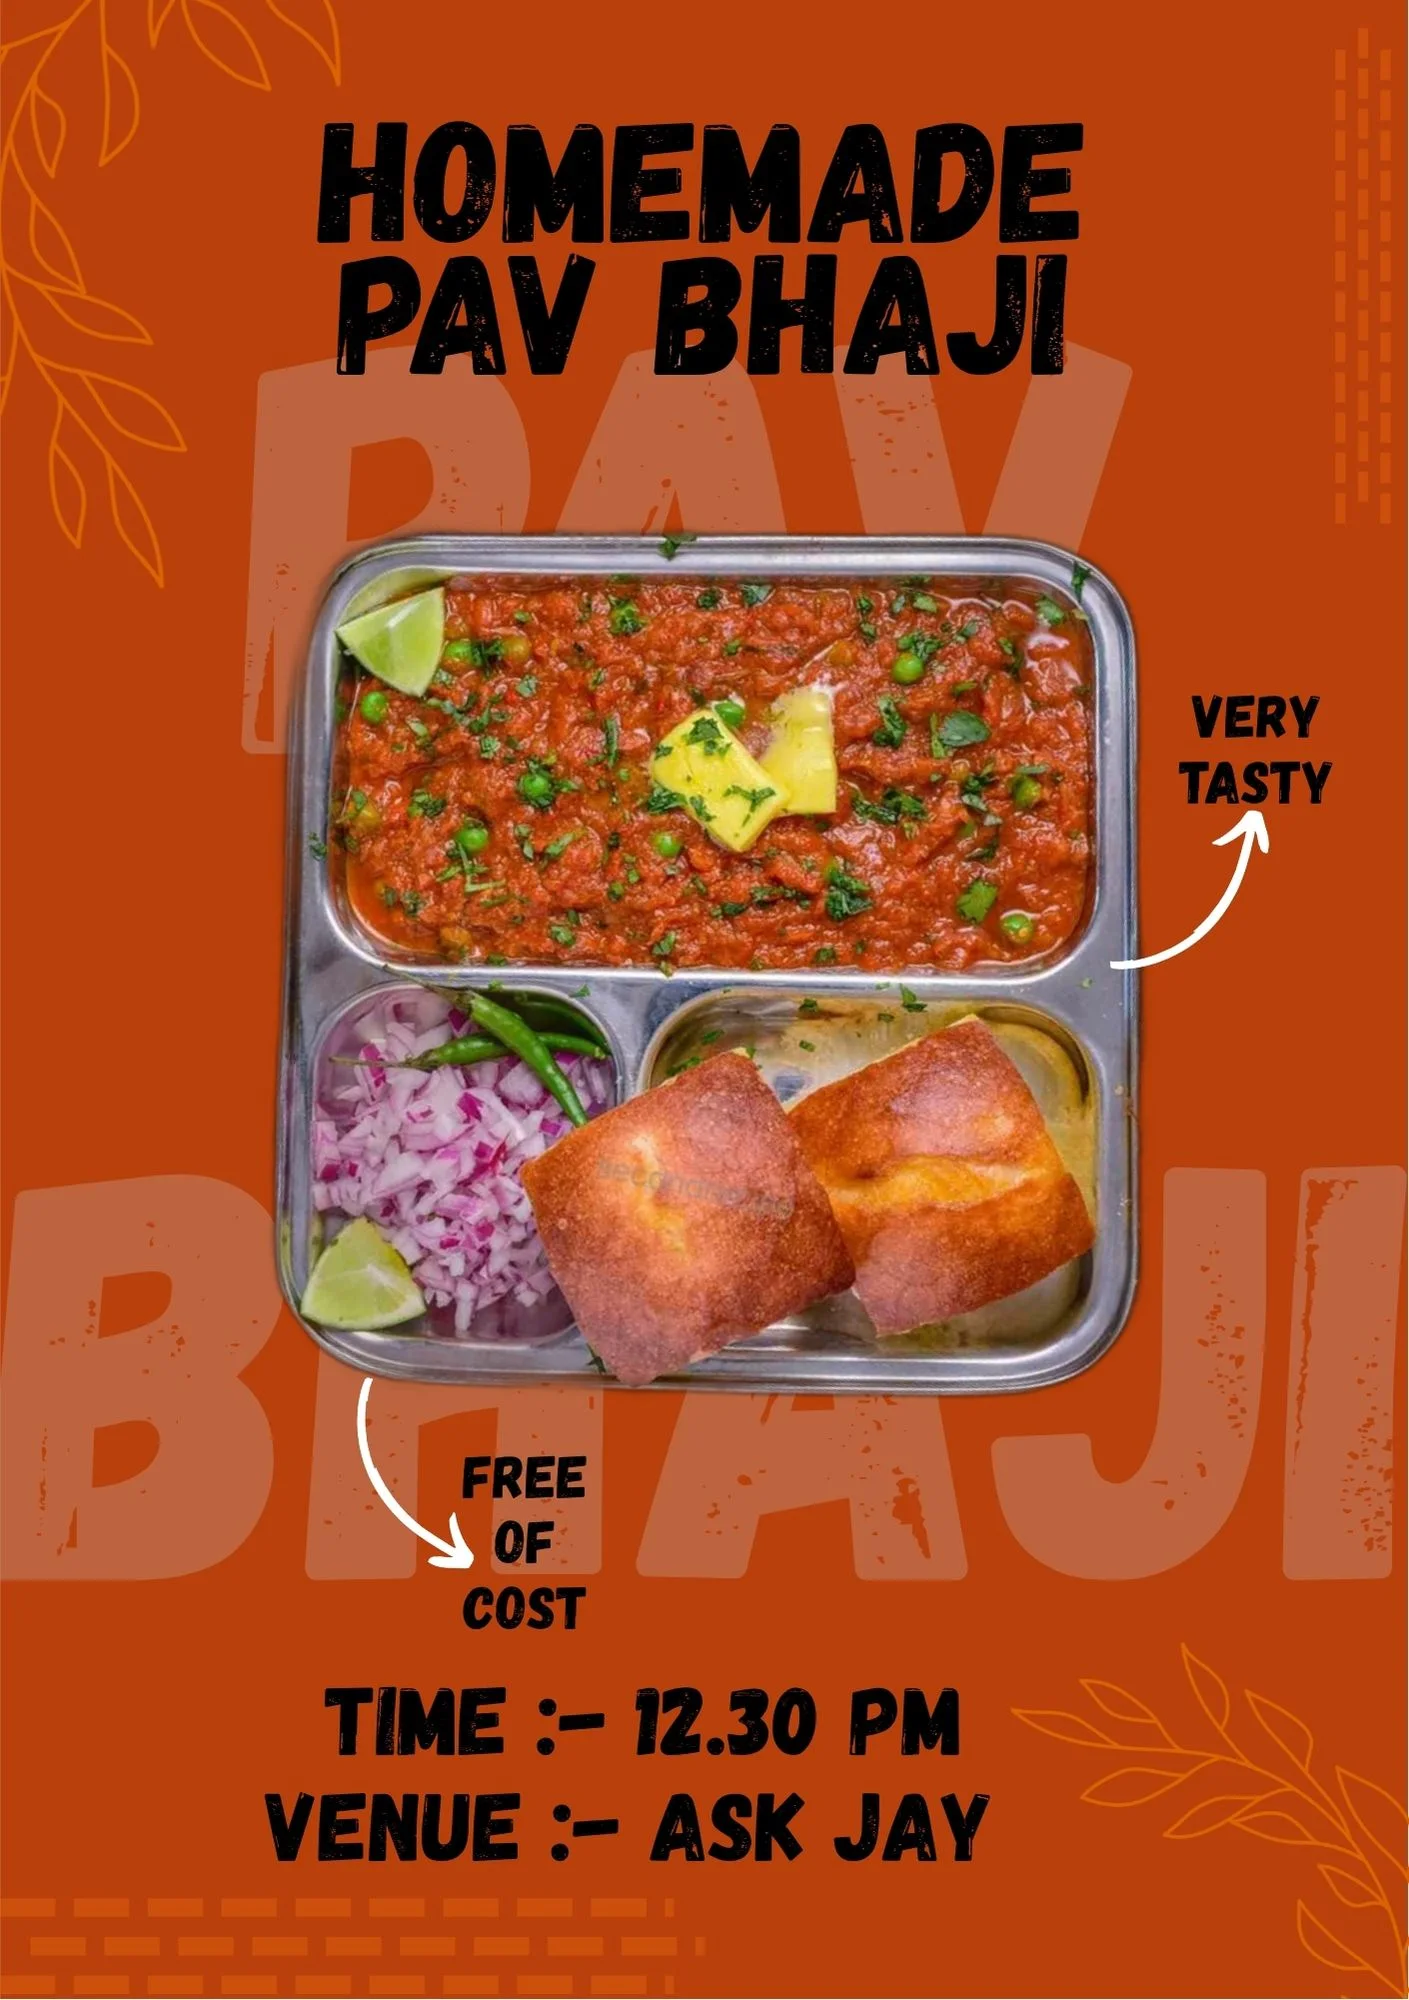 HOMEMADE
PAV BHAJI
PAV
VERY
TASTY
BHAJI
FREE
OF
COST
TIME :- 12.30 PM
VENUE :- ASK JAY